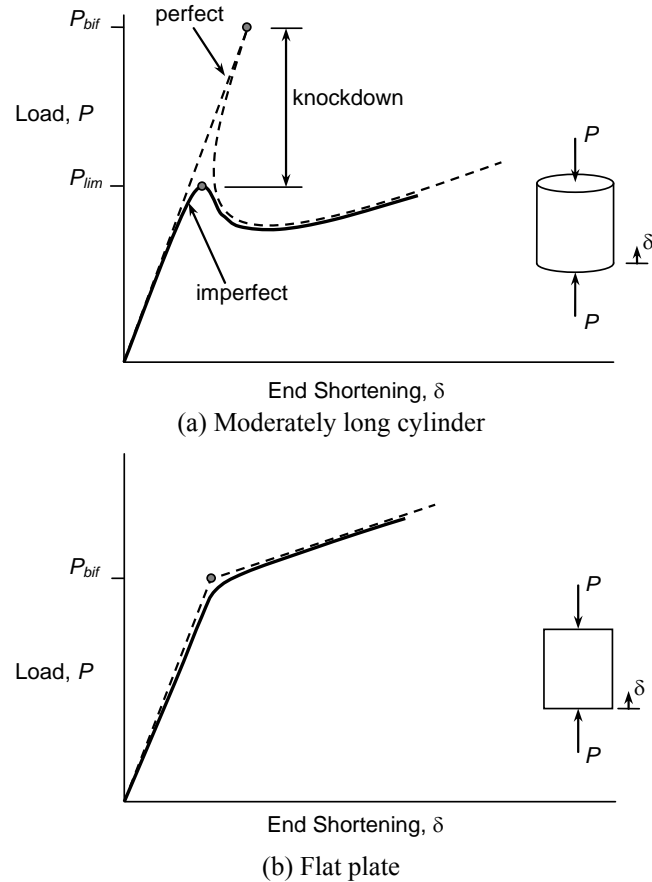 P_bif
perfect
Load, P
knockdown
P
P_lim
δ
imperfect
P
End Shortening, δ
(a) Moderately long cylinder
P_bif
P
Load, P
δ
P
End Shortening, δ
(b) Flat plate